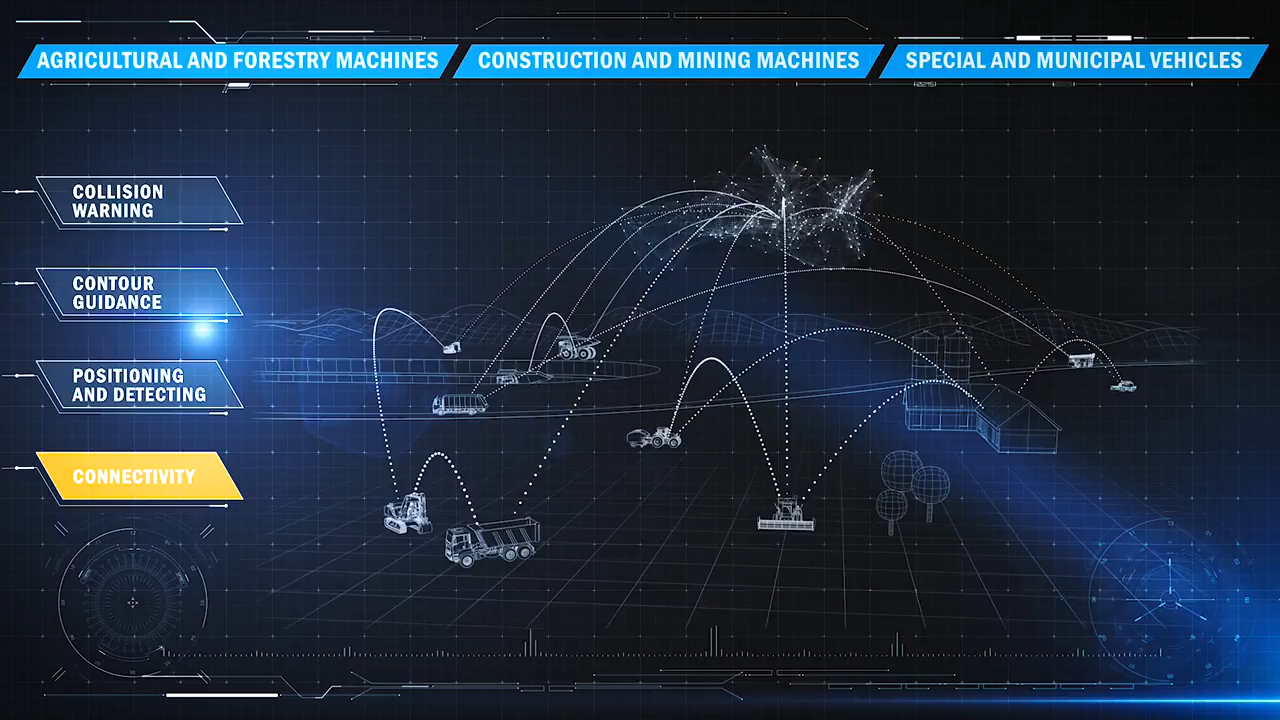 AGRICULTURAL AND FORESTRY MACHINES
CONSTRUCTION AND MINING MACHINES
SPECIAL AND MUNICIPAL VEHICLES
COLLISION
WARNING
CONTOUR
GUIDANCE
POSITIONING
AND DETECTING
CONNECTIVITY